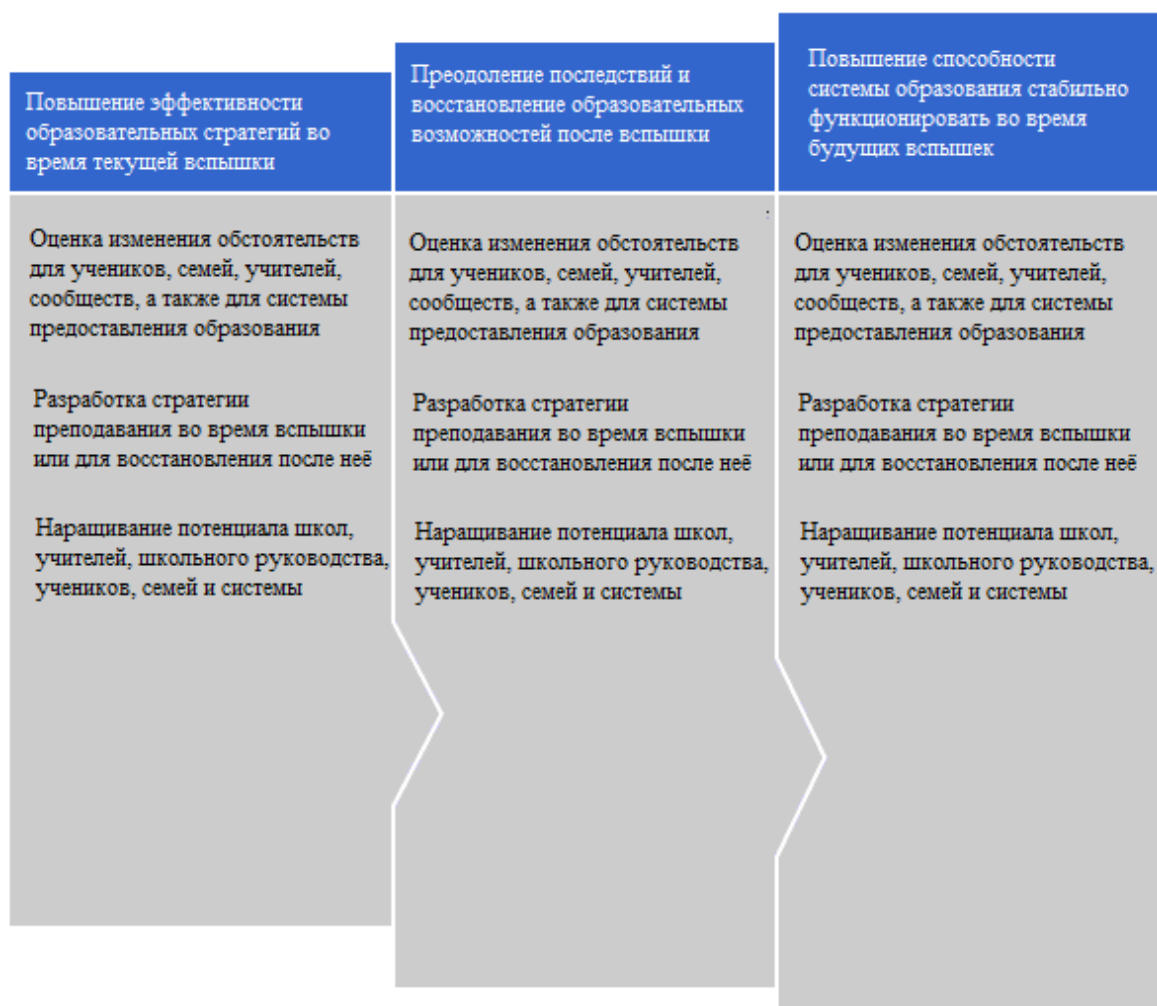 Повышение эффективности
образовательных стратегий во
время текущей вспышки
Оценка изменения обстоятельств
для учеников, семей, учителей,
сообществ, а также для системы
предоставления образования
Разработка стратегии
преподавания во время вспышки
или для восстановления после неё
Наращивание потенциала школ,
учителей, школьного руководства,
учеников, семей и системы
Преодоление последствий и
восстановление образовательных
возможностей после вспышки
:
Оценка изменения обстоятельств
для учеников, семей, учителей,
сообществ, а также для системы
предоставления образования
Разработка стратегии
преподавания во время вспышки
или для восстановления после неё
Наращивание потенциала школ,
учителей, школьного руководства,
учеников, семей и системы
Повышение способности
системы образования стабильно
функционировать во время
будущих вспышек
Оценка изменения обстоятельств
для учеников, семей, учителей,
сообществ, а также для системы
предоставления образования
Разработка стратегии
преподавания во время вспышки
или для восстановления после неё
Наращивание потенциала школ,
учителей, школьного руководства,
учеников, семей и системы